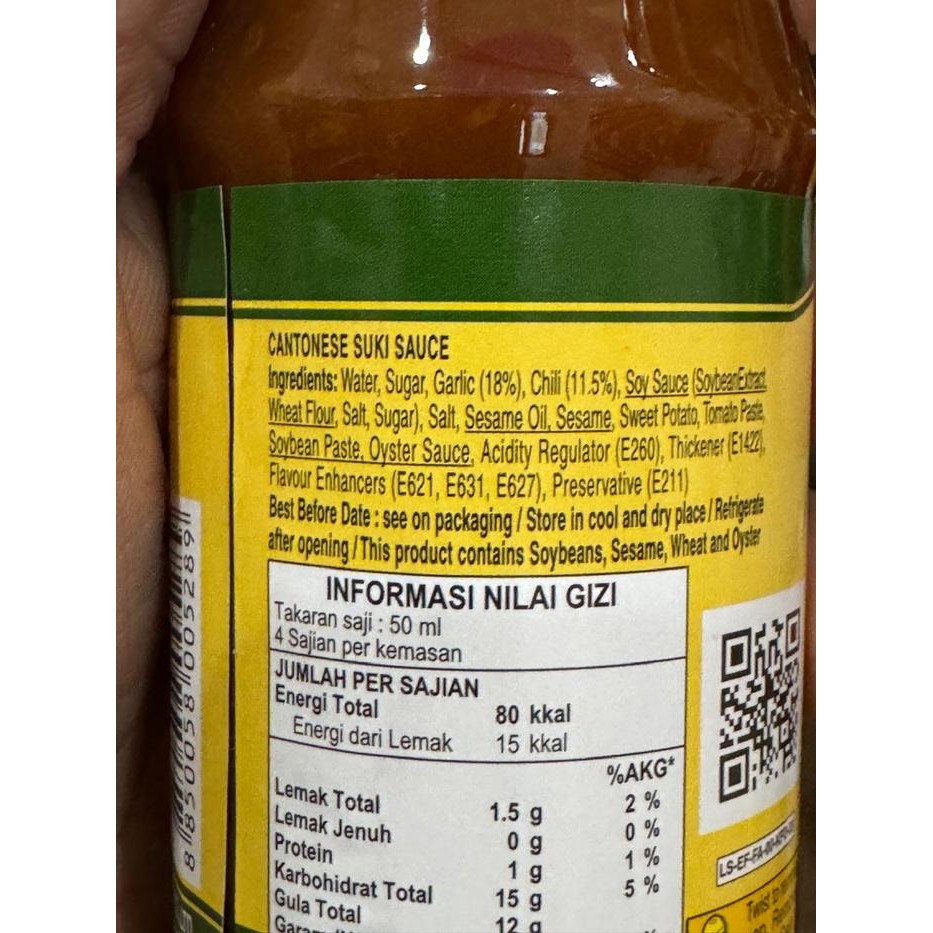 CANTONESE SUKI SAUCE
Ingredients: Water, Sugar, Garlic (18%), Chili (11.5%), Soy Sauce (Soybean Extract,
Wheat Flour, Salt, Sugar), Salt, Sesame Oil, Sesame, Sweet Potato, Tomato Paste,
Soybean Paste, Oyster Sauce, Acidity Regulator (E260), Thickener (E1422),
Flavour Enhancers (E621, E631, E627), Preservative (E211)
Best Before Date : see on packaging / Store in cool and dry place / Refrigerate
after opening / This product contains Soybeans, Sesame, Wheat and Oyster
INFORMASI NILAI GIZI
Takaran saji : 50 ml
4 Sajian per kemasan
JUMLAH PER SAJIAN
Energi Total 80 kkal
Energi dari Lemak 15 kkal
%AKG*
Lemak Total 1.5 g 2 %
Lemak Jenuh 0 g 0 %
Protein 1 g 1 %
Karbohidrat Total 15 g 5 %
Gula Total 12 g
8 850058 005289
Twist to